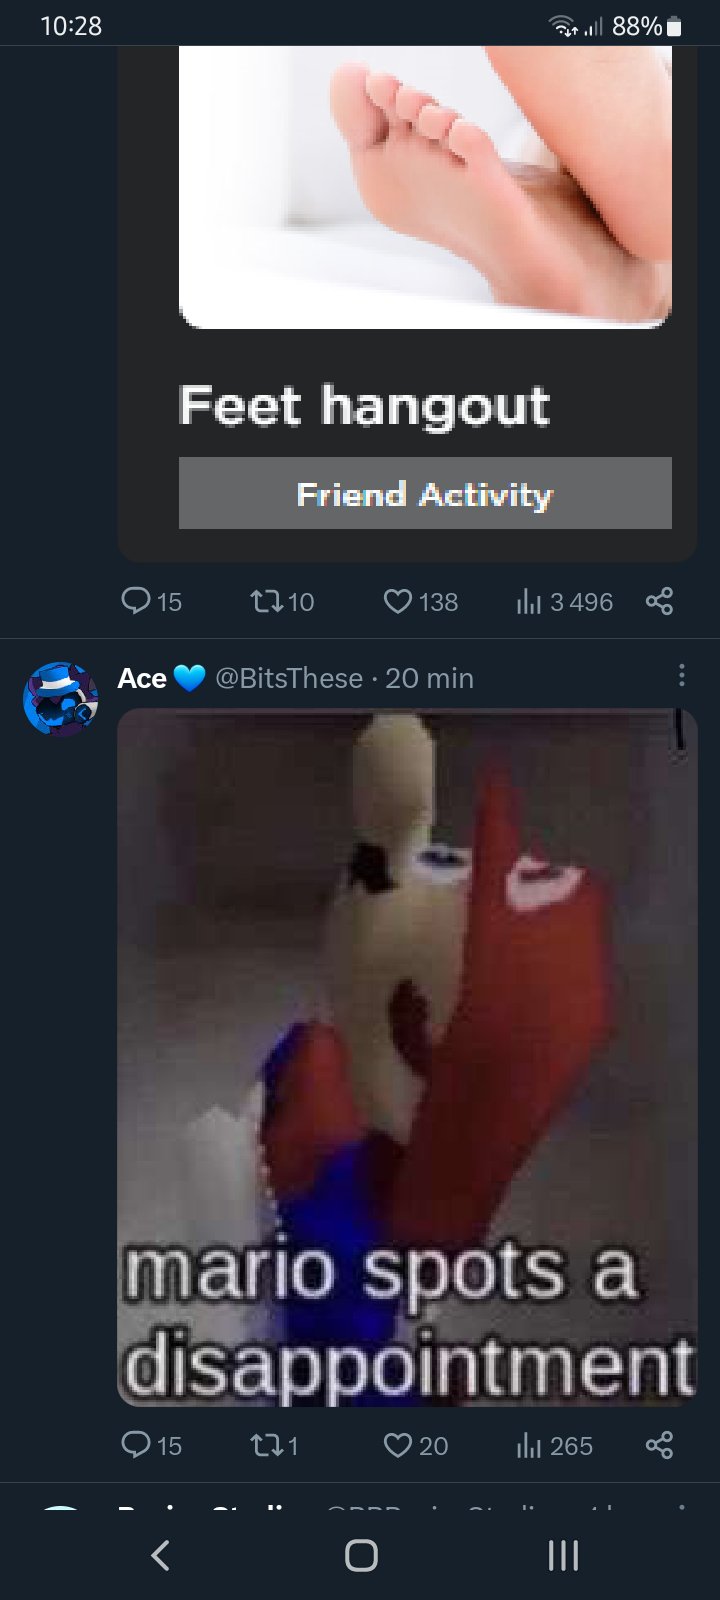 10:28
88%
Feet hangout
Friend Activity
15 10 138 3 496
Ace @BitsThese · 20 min
mario spots a
disappointment
15 1 20 265